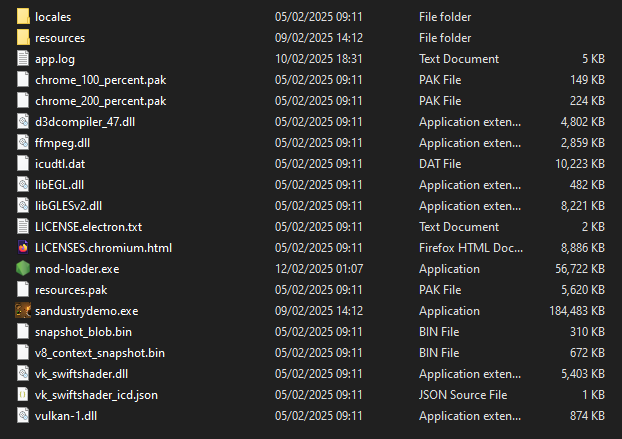 locales 05/02/2025 09:11 File folder
resources 09/02/2025 14:12 File folder
app.log 10/02/2025 18:31 Text Document 5 KB
chrome_100_percent.pak 05/02/2025 09:11 PAK File 149 KB
chrome_200_percent.pak 05/02/2025 09:11 PAK File 224 KB
d3dcompiler_47.dll 05/02/2025 09:11 Application exten... 4,802 KB
ffmpeg.dll 05/02/2025 09:11 Application exten... 2,859 KB
icudtl.dat 05/02/2025 09:11 DAT File 10,223 KB
libEGL.dll 05/02/2025 09:11 Application exten... 482 KB
libGLESv2.dll 05/02/2025 09:11 Application exten... 8,221 KB
LICENSE.electron.txt 05/02/2025 09:11 Text Document 2 KB
LICENSES.chromium.html 05/02/2025 09:11 Firefox HTML Doc... 8,886 KB
mod-loader.exe 12/02/2025 01:07 Application 56,722 KB
resources.pak 05/02/2025 09:11 PAK File 5,620 KB
sandustrydemo.exe 09/02/2025 14:12 Application 184,483 KB
snapshot_blob.bin 05/02/2025 09:11 BIN File 310 KB
v8_context_snapshot.bin 05/02/2025 09:11 BIN File 672 KB
vk_swiftshader.dll 05/02/2025 09:11 Application exten... 5,403 KB
vk_swiftshader_icd.json 05/02/2025 09:11 JSON Source File 1 KB
vulkan-1.dll 05/02/2025 09:11 Application exten... 874 KB